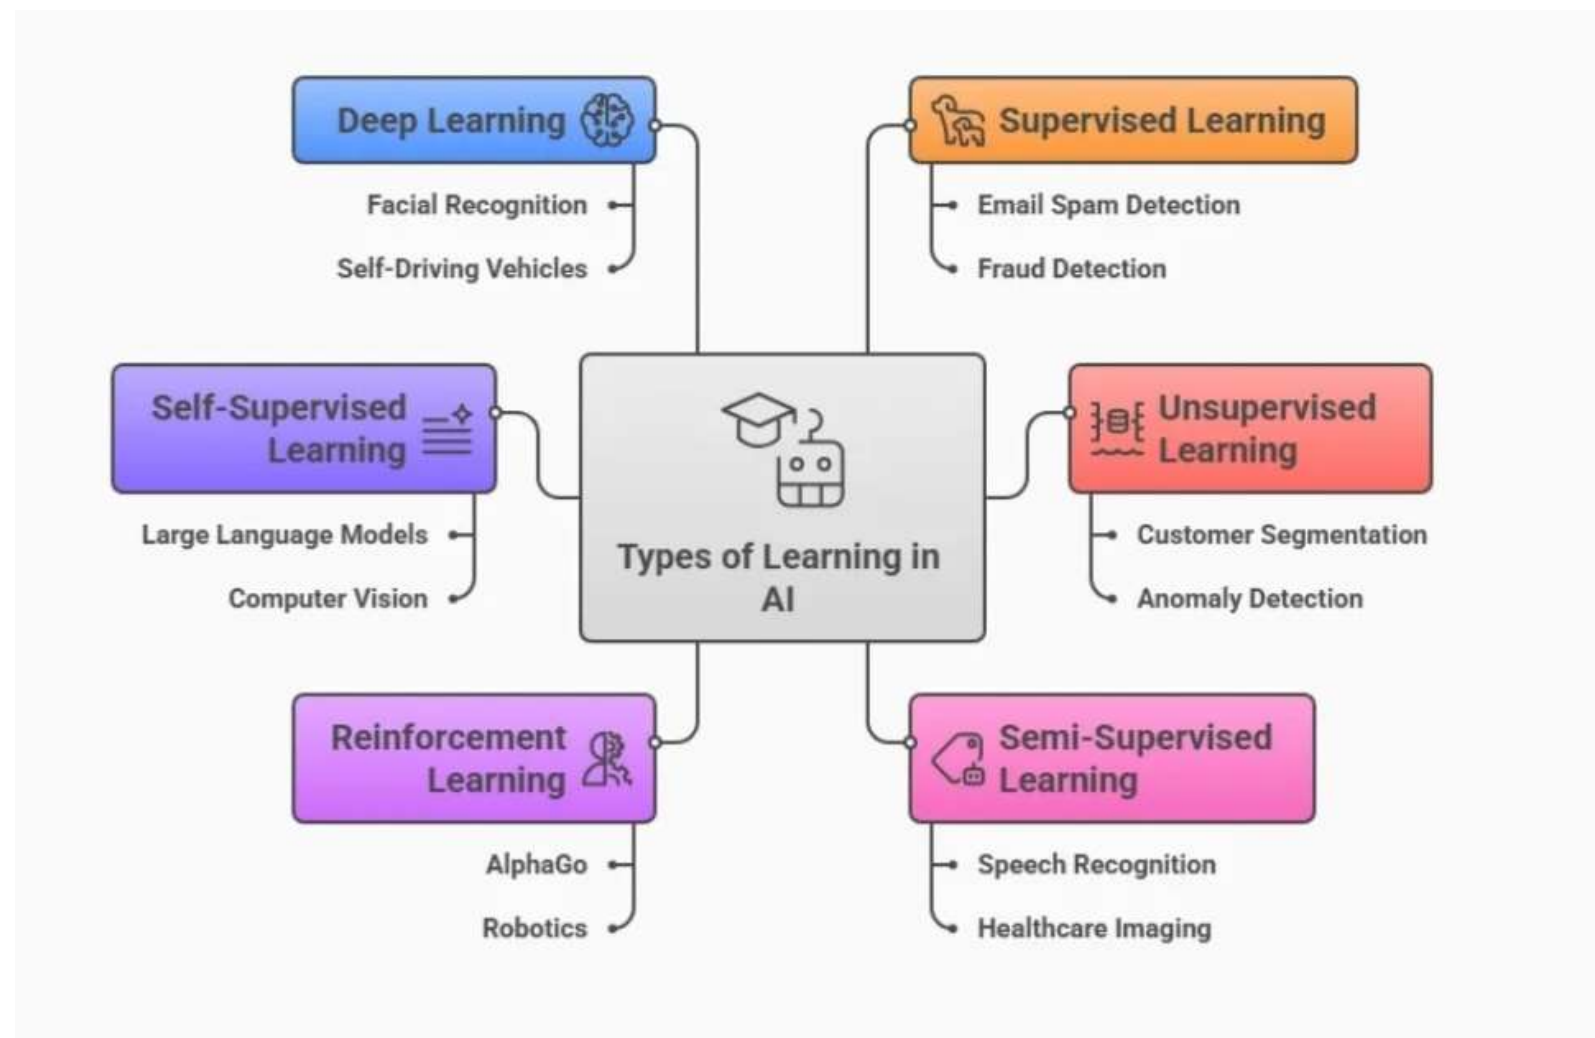 Deep Learning
Facial Recognition
Self-Driving Vehicles
Supervised Learning
Email Spam Detection
Fraud Detection
Self-Supervised
Learning
Large Language Models
Computer Vision
Types of Learning in
AI
Unsupervised
Learning
Customer Segmentation
Anomaly Detection
Reinforcement
Learning
AlphaGo
Robotics
Semi-Supervised
Learning
Speech Recognition
Healthcare Imaging